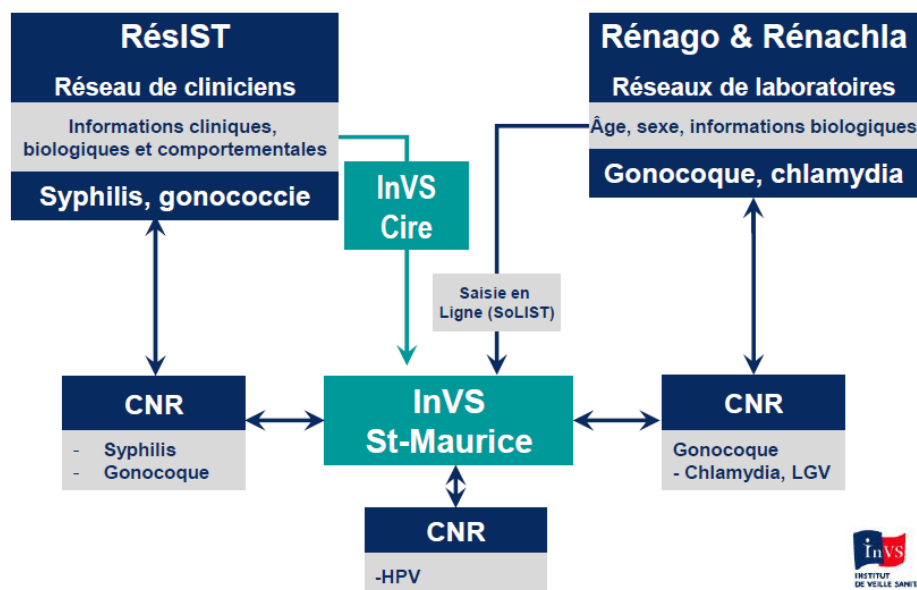 RésIST
Réseau de cliniciens
Informations cliniques,
biologiques et comportementales
Syphilis, gonococcie
Rénago & Rénachla
Réseaux de laboratoires
Âge, sexe, informations biologiques
Gonocoque, chlamydia
InVS
Cire
Saisie en
Ligne (SoLIST)
CNR
- Syphilis
- Gonocoque
InVS
St-Maurice
CNR
Gonocoque
- Chlamydia, LGV
CNR
-HPV
InVS
INSTITUT
DE VEILLE SANIT